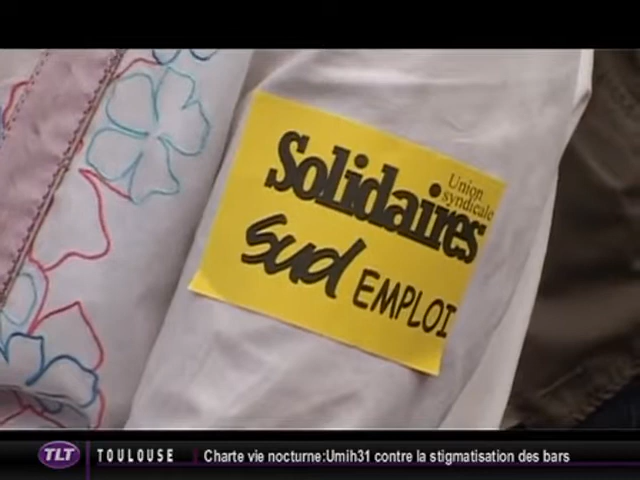 Solidaires
Union
syndicale
Sud EMPLOI
TLT TOULOUSE Charte vie nocturne:Umih31 contre la stigmatisation des bars